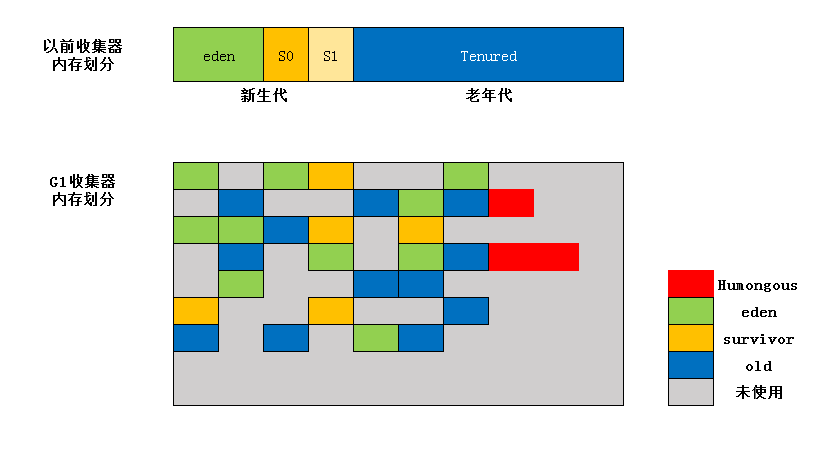 以前收集器
内存划分
eden
S0
S1
Tenured
新生代
老年代
G1收集器
内存划分
Humongous
eden
survivor
old
未使用